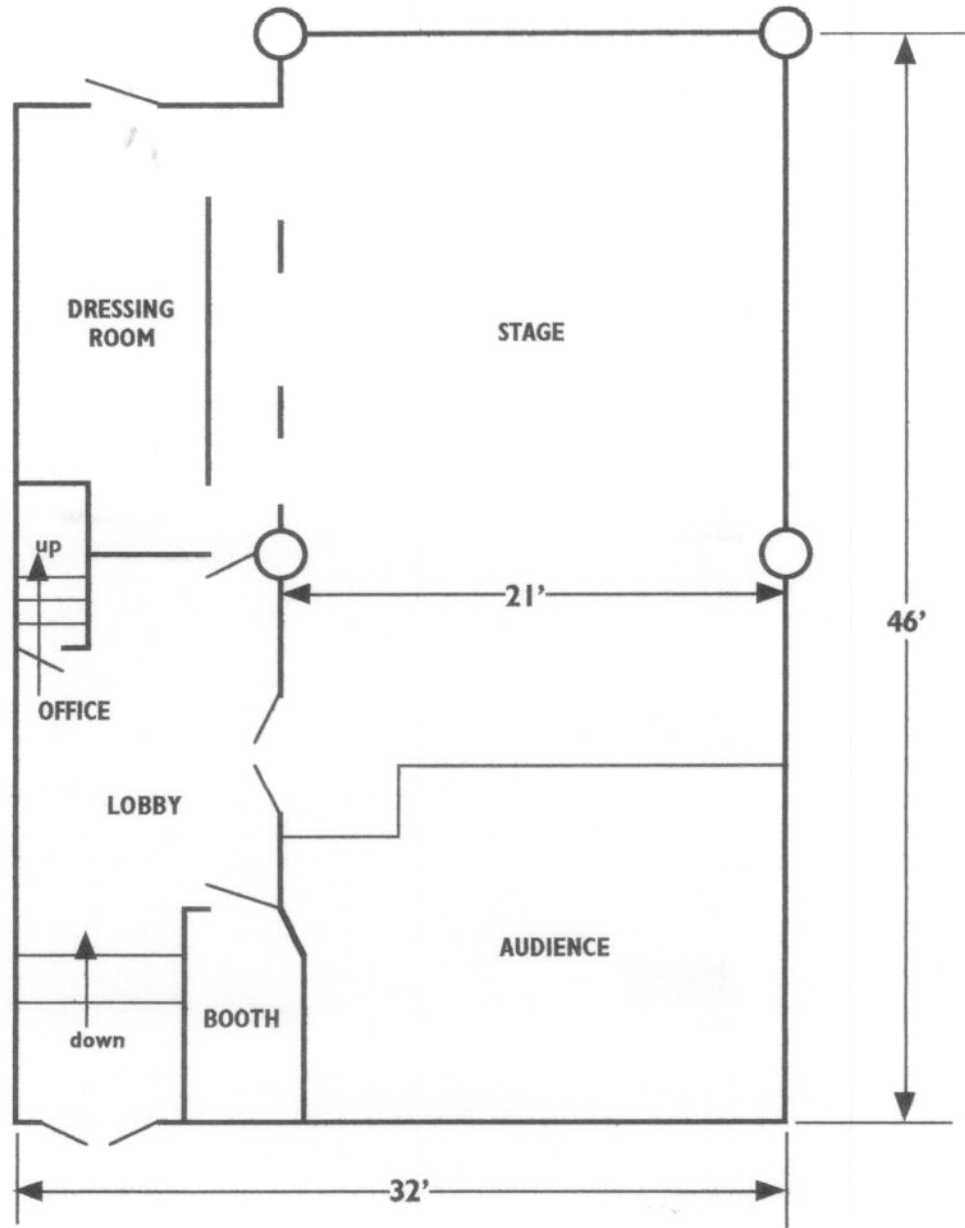 DRESSING
ROOM
STAGE
up
21'
46'
OFFICE
LOBBY
AUDIENCE
BOOTH
down
32'